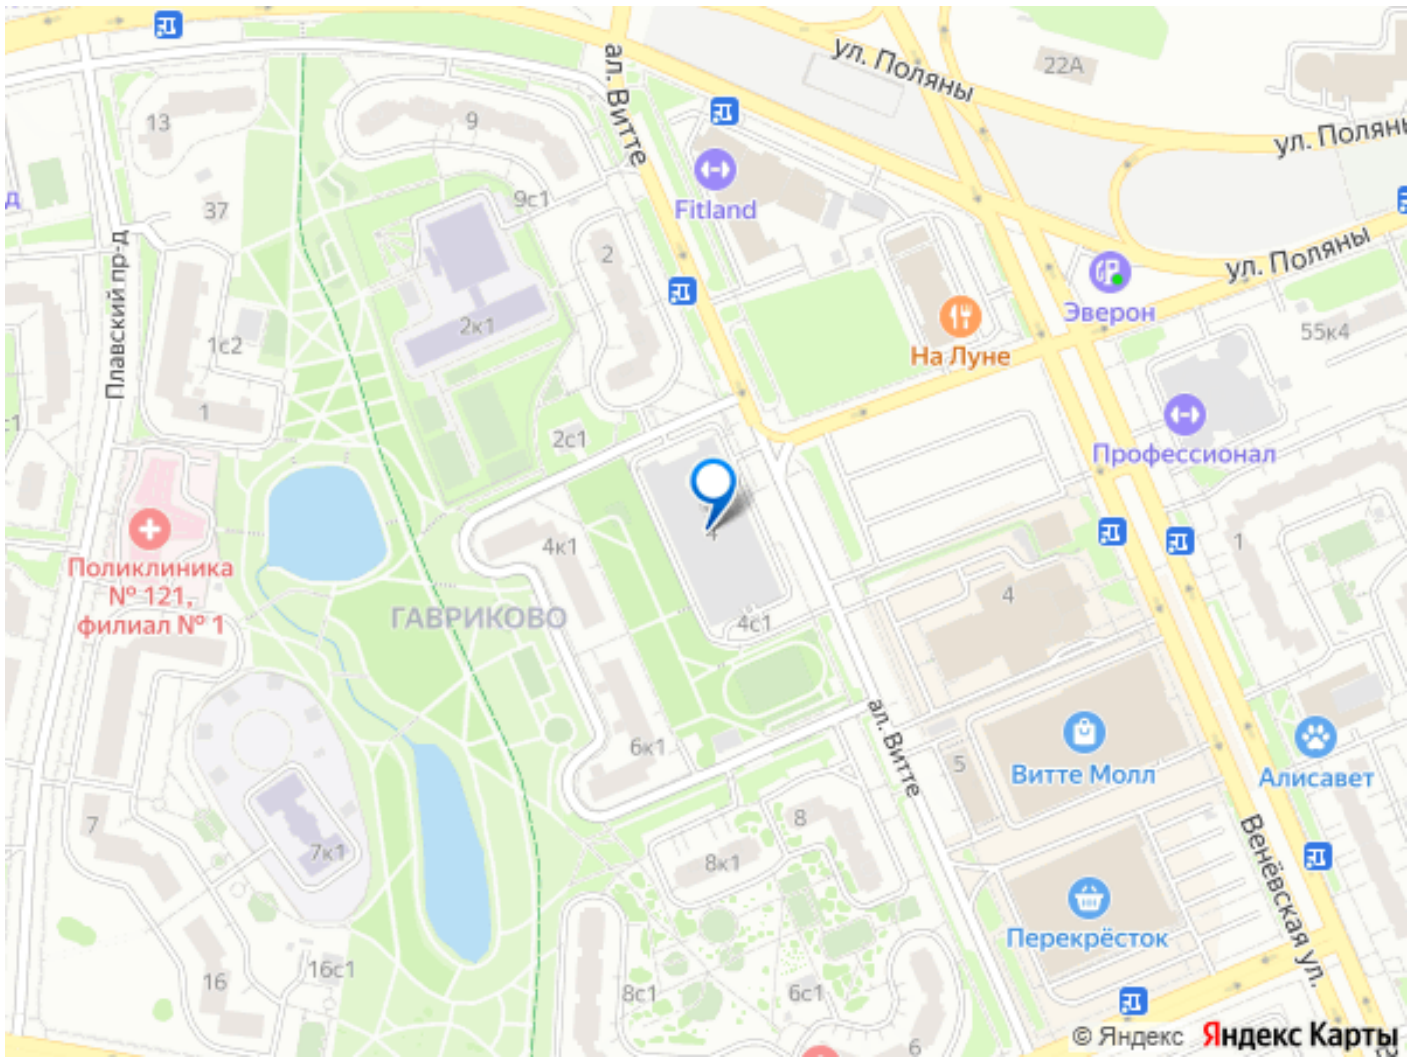 ул. Поляны
22А
ал. Витте
13
9
ул. Поляны
Fitland
9с1
37
д
2
ул. Поляны
Плавский пр-д
Эверон
2к1
55к4
1с2
На Луне
1
-1
2с1
Профессионал
4
4к1
1
Поликлиника
№ 121,
филиал № 1
4
ГАВРИКОВО
4с1
ал. Витте
6к1
5
Витте Молл
Алисавет
7
8
7к1
8к1
Венёвская ул.
Перекрёсток
16
16с1
8с1
6с1
6
© Яндекс Яндекс Карты